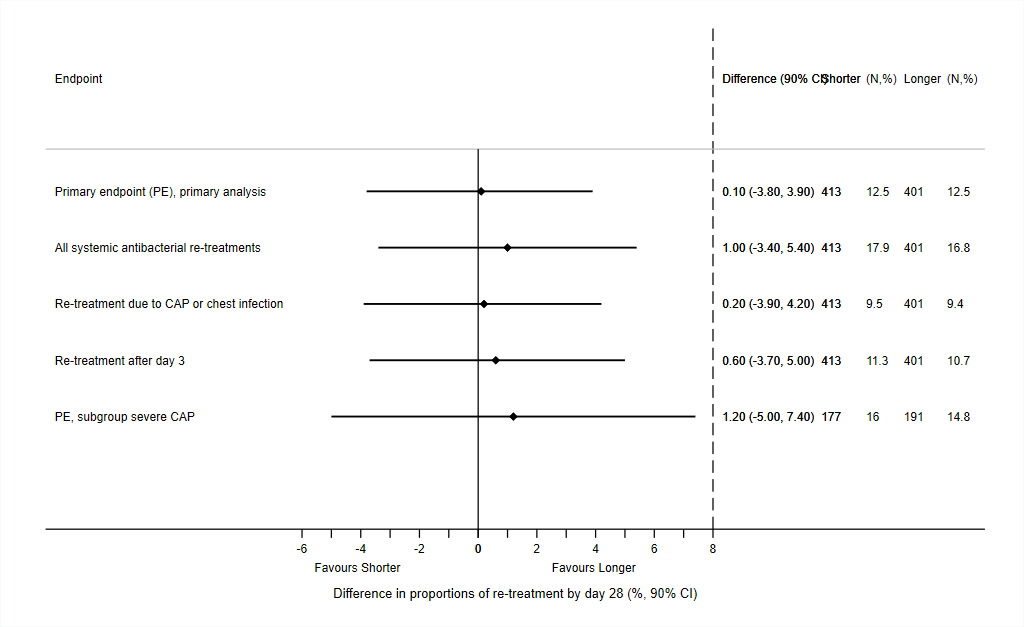 Endpoint Difference (90% CI) Shorter (N,%) Longer (N,%)
Primary endpoint (PE), primary analysis 0.10 (-3.80, 3.90) 413 12.5 401 12.5
All systemic antibacterial re-treatments 1.00 (-3.40, 5.40) 413 17.9 401 16.8
Re-treatment due to CAP or chest infection 0.20 (-3.90, 4.20) 413 9.5 401 9.4
Re-treatment after day 3 0.60 (-3.70, 5.00) 413 11.3 401 10.7
PE, subgroup severe CAP 1.20 (-5.00, 7.40) 177 16 191 14.8
-6 -4 -2 0 2 4 6 8
Favours Shorter Favours Longer
Difference in proportions of re-treatment by day 28 (%, 90% CI)